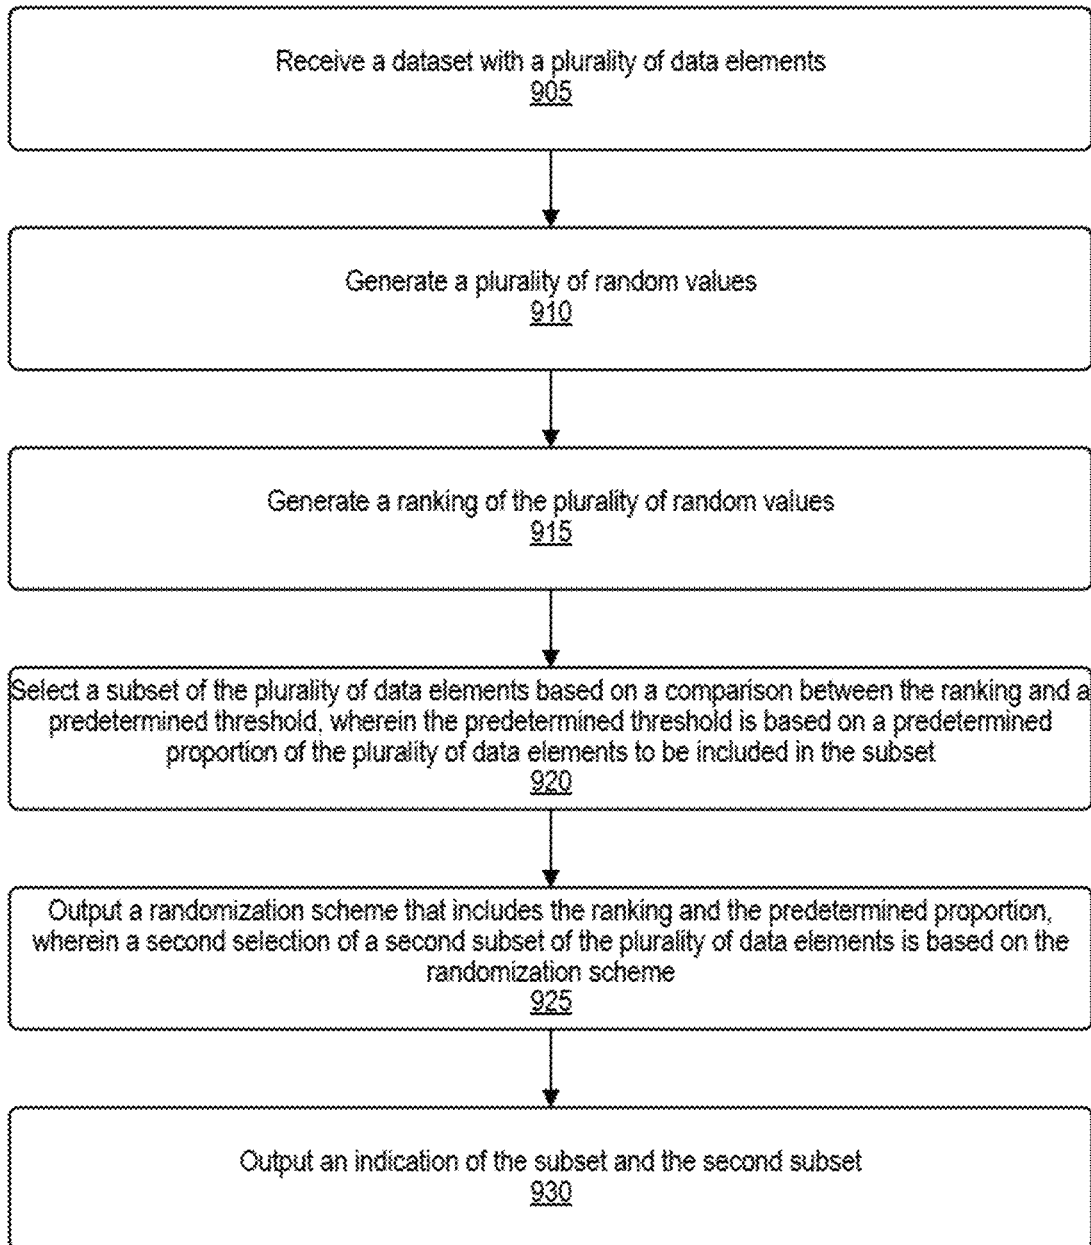 Receive a dataset with a plurality of data elements
905
Generate a plurality of random values
910
Generate a ranking of the plurality of random values
915
Select a subset of the plurality of data elements based on a comparison between the ranking and a
predetermined threshold, wherein the predetermined threshold is based on a predetermined
proportion of the plurality of data elements to be included in the subset
920
Output a randomization scheme that includes the ranking and the predetermined proportion,
wherein a second selection of a second subset of the plurality of data elements is based on the
randomization scheme
925
Output an indication of the subset and the second subset
930